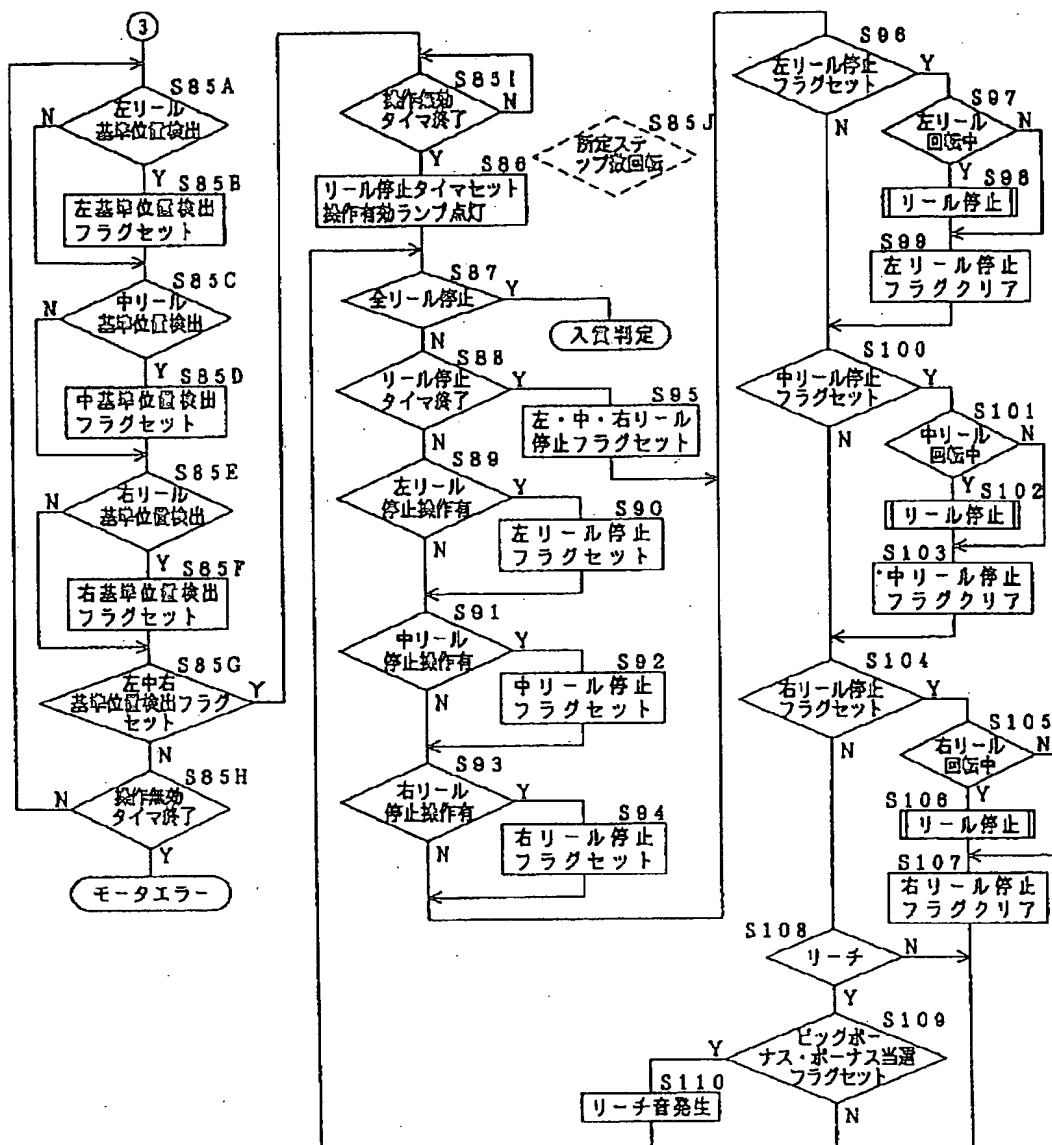 3
S85A
左リール
基準位置検出
N
Y
S85B
左基準位置検出
フラグセット
S85C
中リール
基準位置検出
N
Y
S85D
中基準位置検出
フラグセット
S85E
右リール
基準位置検出
N
Y
S85F
右基準位置検出
フラグセット
S85G
左中右
基準位置検出フラグ
セット
Y
N
S85H
操作無効
タイマ終了
N
Y
モータエラー
S85I
操作無効
タイマ終了
N
Y
S85J
所定ステ
ップ数回転
S86
リール停止タイマセット
操作有効ランプ点灯
S87
全リール停止
Y
N
入賞判定
S88
リール停止
タイマ終了
Y
N
S95
左・中・右リール
停止フラグセット
S89
左リール
停止操作有
Y
N
S90
左リール停止
フラグセット
S91
中リール
停止操作有
Y
N
S92
中リール停止
フラグセット
S93
右リール
停止操作有
Y
N
S94
右リール停止
フラグセット
S96
左リール停止
フラグセット
Y
N
S97
左リール
回転中
N
Y
S98
リール停止
S99
左リール停止
フラグクリア
S100
中リール停止
フラグセット
Y
N
S101
中リール
回転中
N
Y
S102
リール停止
S103
中リール停止
フラグクリア
S104
右リール停止
フラグセット
Y
N
S105
右リール
回転中
N
Y
S106
リール停止
S107
右リール停止
フラグクリア
S108
リーチ
N
Y
S109
ビッグボー
ナス・ボーナス当選
フラグセット
Y
N
S110
リーチ音発生